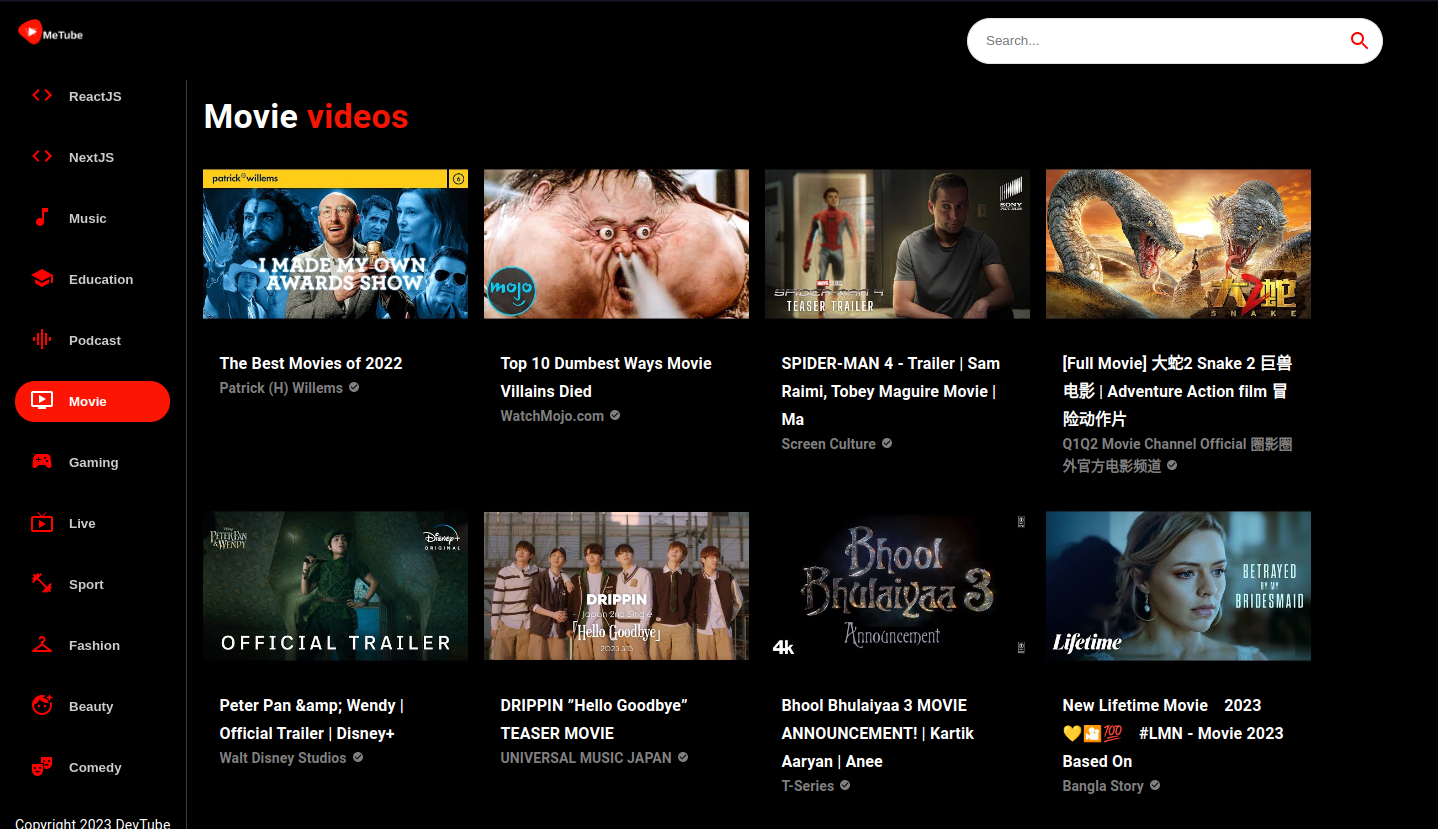 MeTube
Search...
ReactJS
NextJS
Music
Education
Podcast
Movie
Gaming
Live
Sport
Fashion
Beauty
Comedy
Copyright 2023 DevTube
Movie videos
patrick willems
I MADE MY OWN
AWARDS SHOW
The Best Movies of 2022
Patrick (H) Willems
mojo
Top 10 Dumbest Ways Movie
Villains Died
WatchMojo.com
SONY
SPIDER-MAN 4
TEASER TRAILER
SPIDER-MAN 4 - Trailer | Sam
Raimi, Tobey Maguire Movie |
Ma
Screen Culture
大蛇2
SNAKE
[Full Movie] 大蛇2 Snake 2 巨兽
电影 | Adventure Action film 冒
险动作片
Q1Q2 Movie Channel Official 圈影圈
外官方电影频道
PETER PAN
& WENDY
Disney+
ORIGINAL
OFFICIAL TRAILER
Peter Pan &amp; Wendy |
Official Trailer | Disney+
Walt Disney Studios
DRIPPIN
Japan 2nd Single
「Hello Goodbye」
2023.3.15
DRIPPIN ”Hello Goodbye”
TEASER MOVIE
UNIVERSAL MUSIC JAPAN
Bhool
Bhulaiyaa 3
Announcement
4k
Bhool Bhulaiyaa 3 MOVIE
ANNOUNCEMENT! | Kartik
Aaryan | Anee
T-Series
BETRAYED
BY MY
BRIDESMAID
Lifetime
New Lifetime Movie 2023
💛🎦💯 #LMN - Movie 2023
Based On
Bangla Story